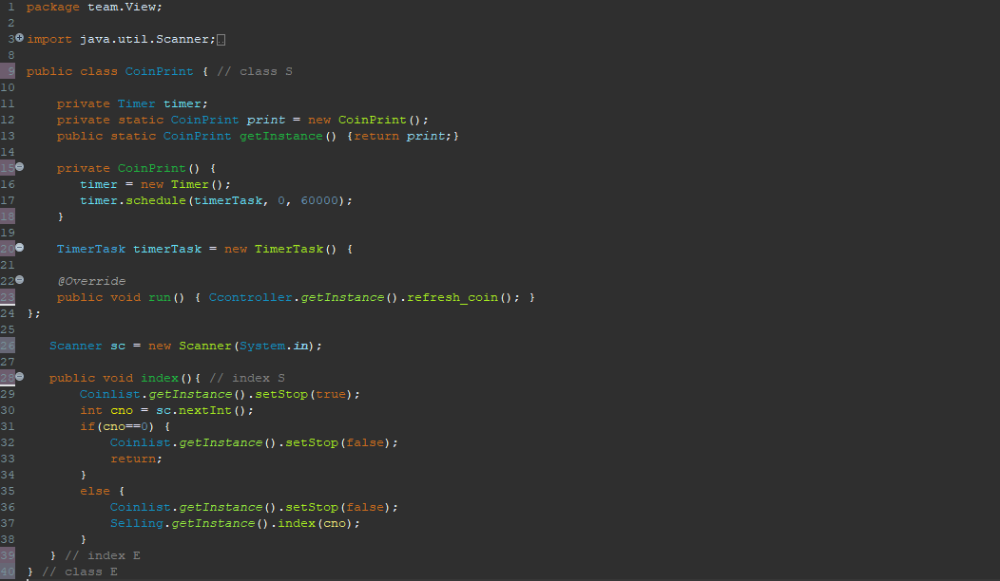 1 package team.View;
2
3 import java.util.Scanner;
8
9 public class CoinPrint { // class S
10
11     private Timer timer;
12     private static CoinPrint print = new CoinPrint();
13     public static CoinPrint getInstance() {return print;}
14
15     private CoinPrint() {
16        timer = new Timer();
17        timer.schedule(timerTask, 0, 60000);
18     }
19
20     TimerTask timerTask = new TimerTask() {
21
22     @Override
23     public void run() { Ccontroller.getInstance().refresh_coin(); }
24 };
25
26    Scanner sc = new Scanner(System.in);
27
28    public void index(){ // index S
29        Coinlist.getInstance().setStop(true);
30        int cno = sc.nextInt();
31        if(cno==0) {
32            Coinlist.getInstance().setStop(false);
33            return;
34        }
35        else {
36            Coinlist.getInstance().setStop(false);
37            Selling.getInstance().index(cno);
38        }
39    } // index E
40 } // class E